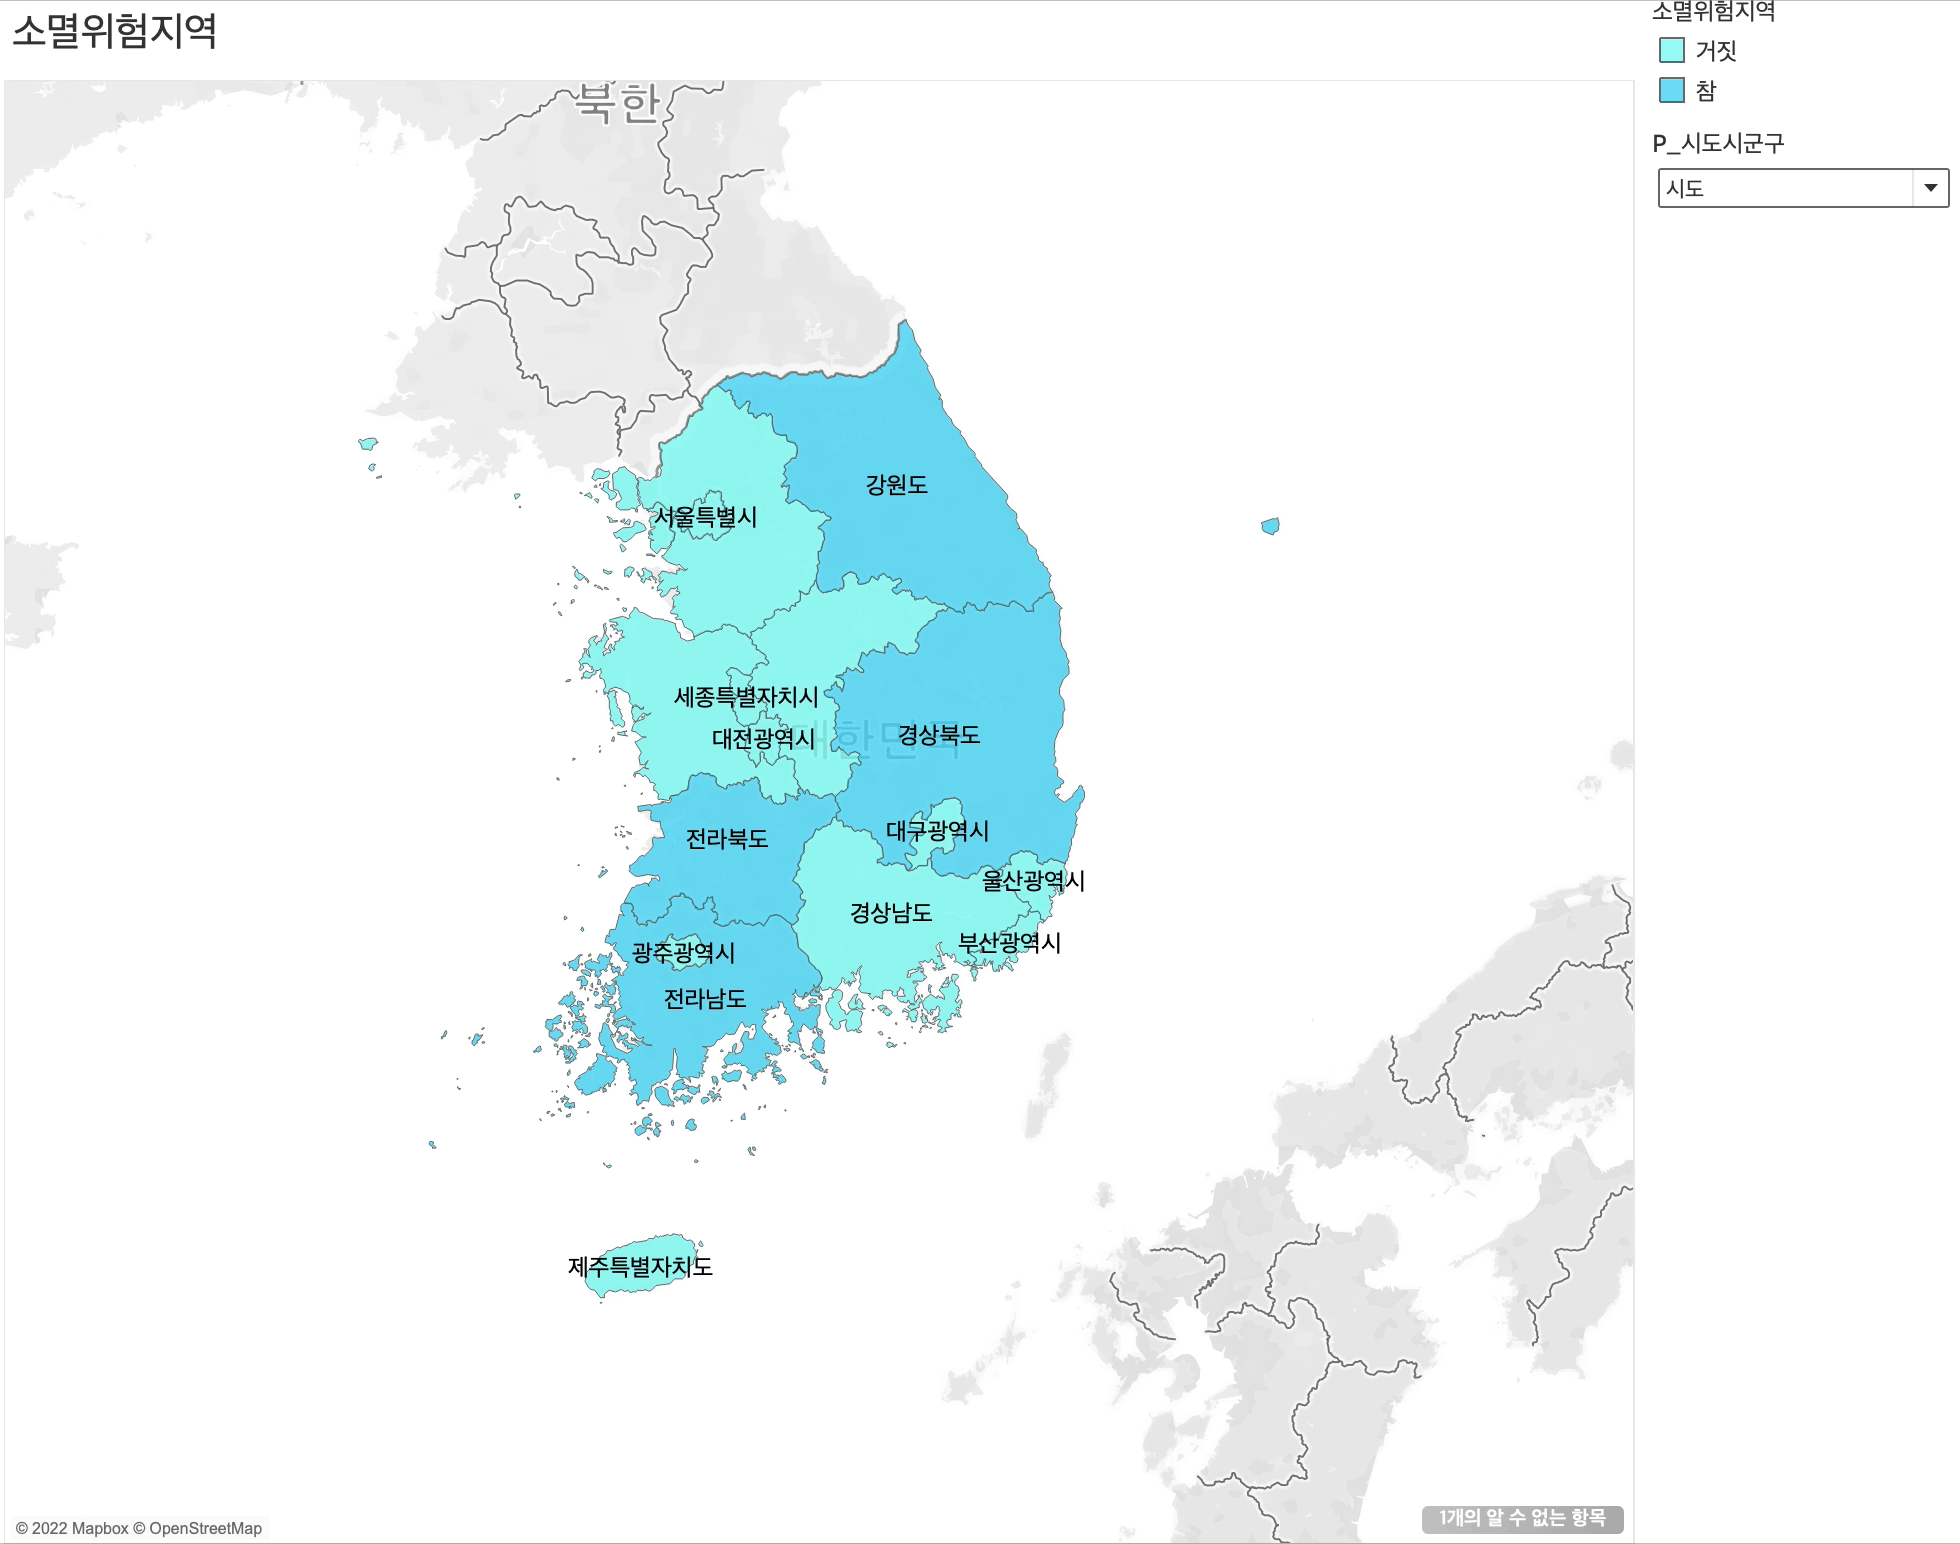 소멸위험지역
소멸위험지역
거짓
참
P_시도시군구
시도
북한
강원도
서울특별시
세종특별자치시
대전광역시
대한민국
경상북도
전라북도
대구광역시
울산광역시
경상남도
부산광역시
광주광역시
전라남도
제주특별자치도
© 2022 Mapbox © OpenStreetMap
1개의 알 수 없는 항목